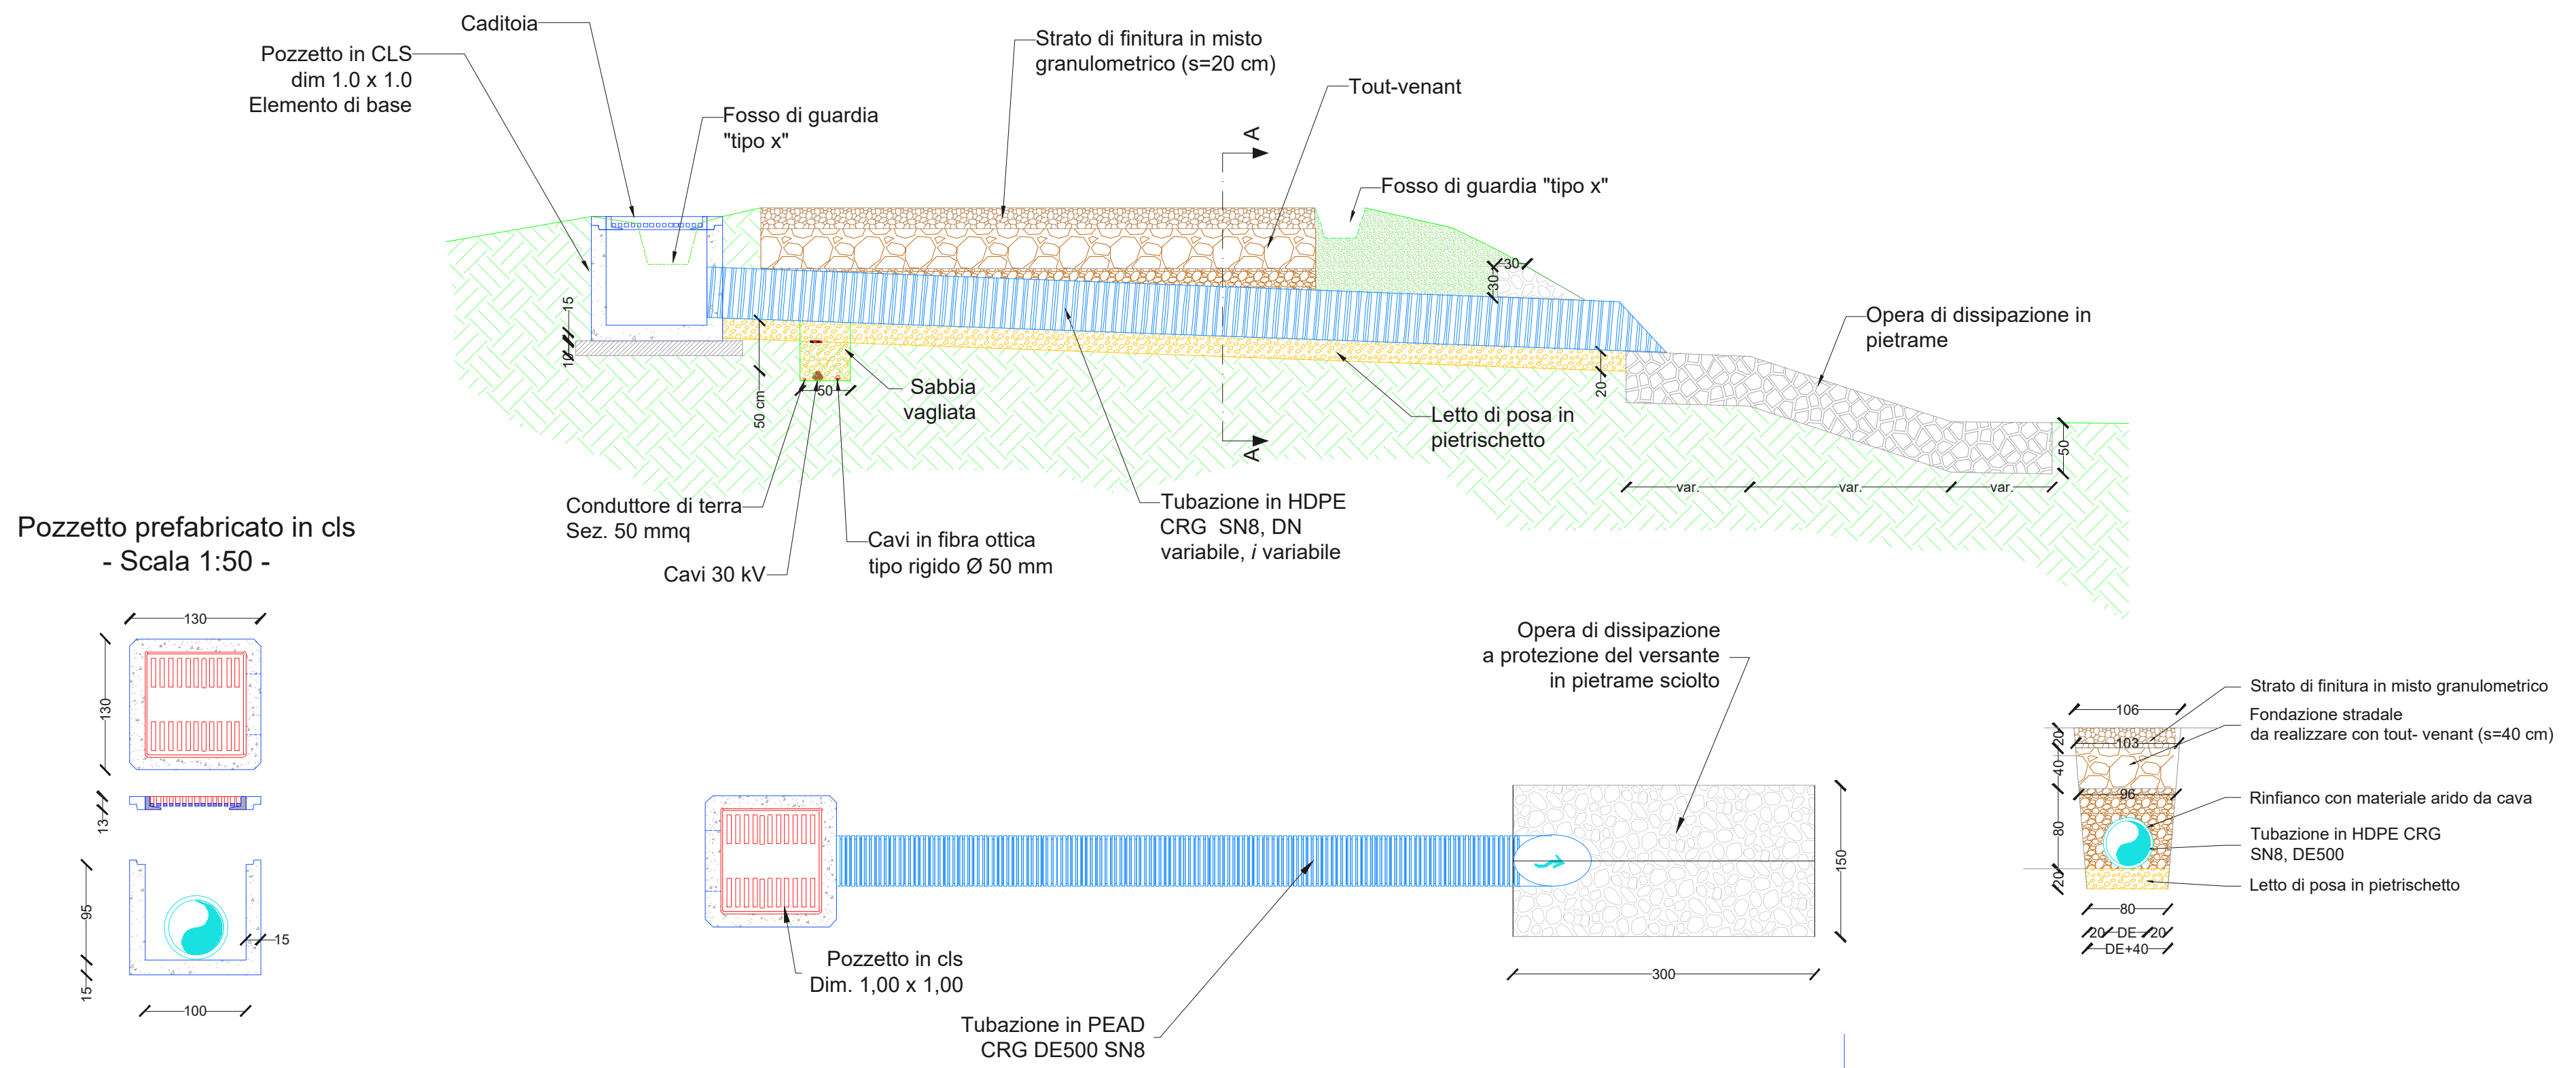 Caditoia
Pozzetto in CLS
dim 1.0 x 1.0
Elemento di base
Fosso di guardia
"tipo x"
Strato di finitura in misto
granulometrico (s=20 cm)
Tout-venant
A
Fosso di guardia "tipo x"
30
30
15
10
50 cm
50
Sabbia
vagliata
20
Opera di dissipazione in
pietrame
Letto di posa in
pietrischetto
A
50
var.
var.
var.
Conduttore di terra
Sez. 50 mmq
Cavi 30 kV
Cavi in fibra ottica
tipo rigido Ø 50 mm
Tubazione in HDPE
CRG SN8, DN
variabile, i variabile
Pozzetto prefabricato in cls
- Scala 1:50 -
130
130
13
95
15
15
100
Opera di dissipazione
a protezione del versante
in pietrame sciolto
150
300
Pozzetto in cls
Dim. 1,00 x 1,00
Tubazione in PEAD
CRG DE500 SN8
106
103
96
20
40
80
20
80
20 DE 20
DE+40
Strato di finitura in misto granulometrico
Fondazione stradale
da realizzare con tout- venant (s=40 cm)
Rinfianco con materiale arido da cava
Tubazione in HDPE CRG
SN8, DE500
Letto di posa in pietrischetto